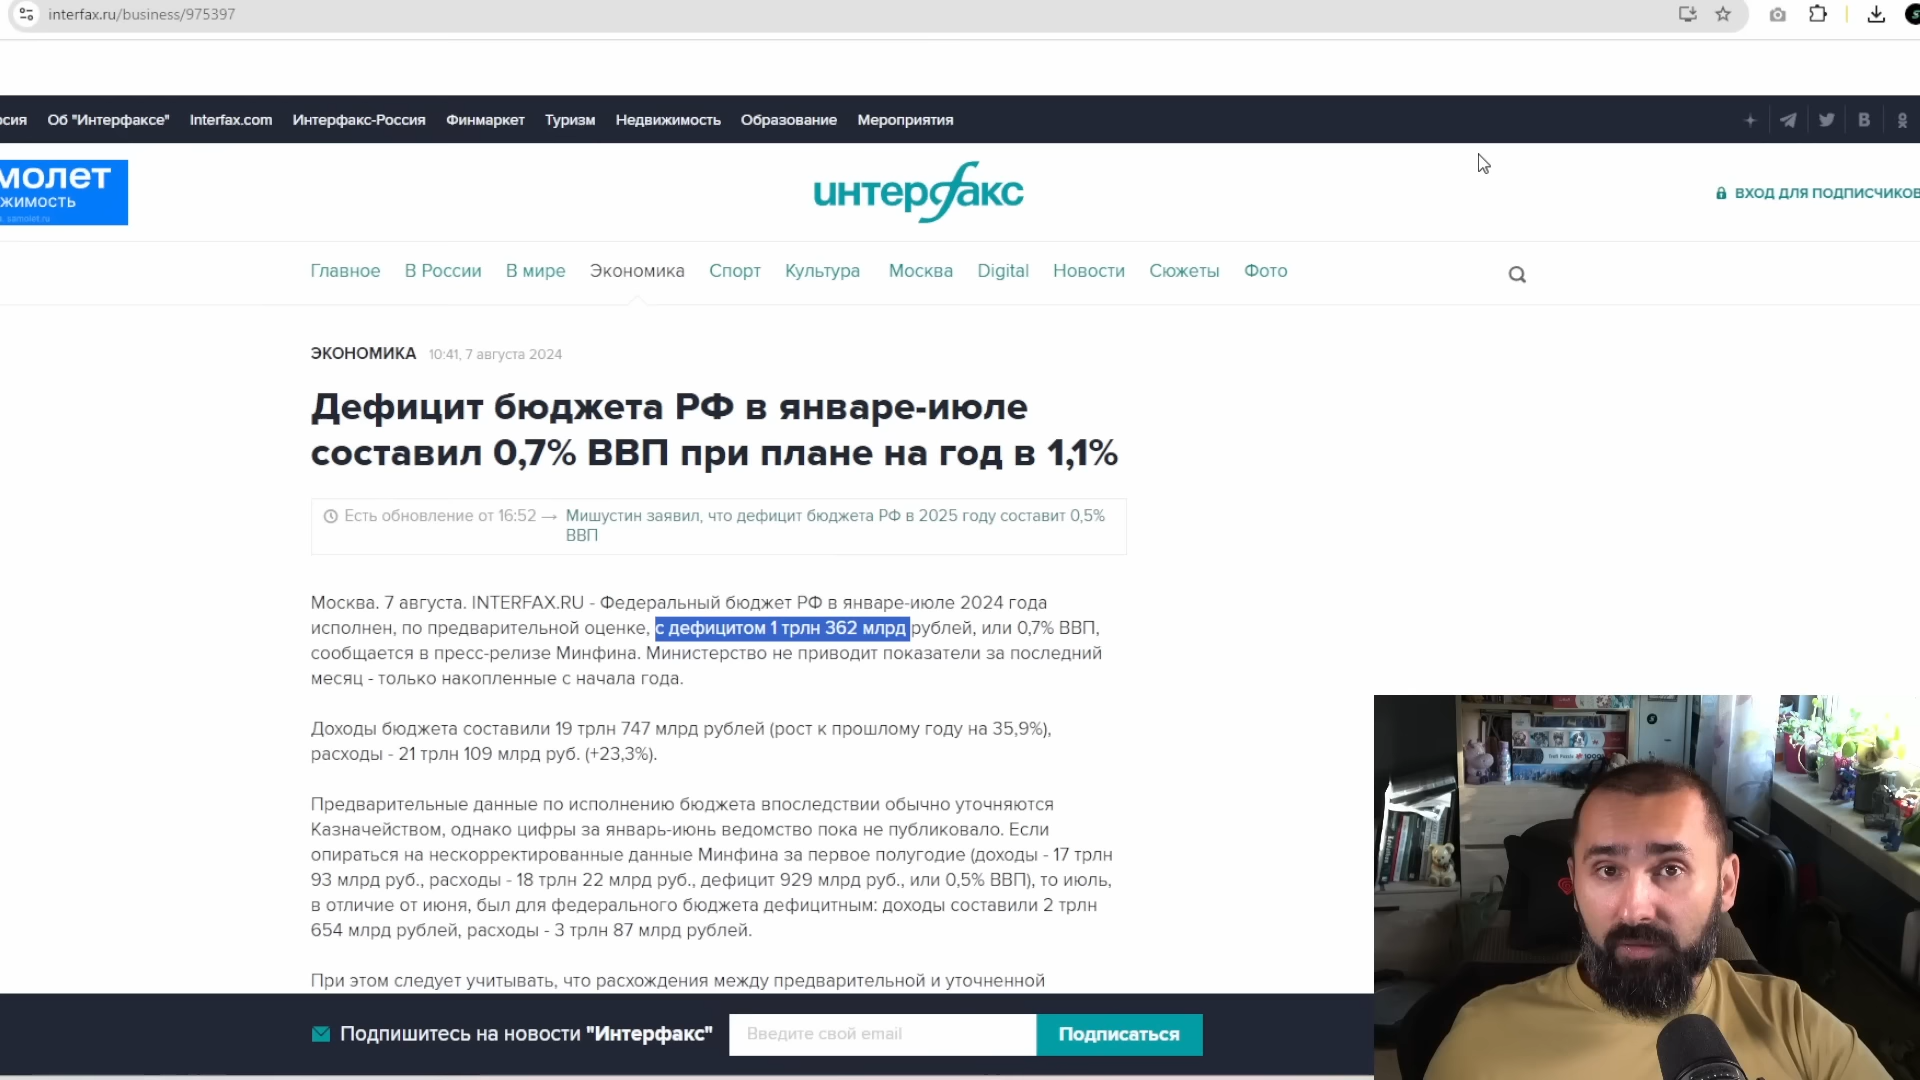 interfax.ru/business/975397
Об "Интерфаксе" Interfax.com Интерфакс-Россия Финмаркет Туризм Недвижимость Образование Мероприятия
интерфакс
ВХОД ДЛЯ ПОДПИСЧИКОВ
samolet.ru
Главное В России В мире Экономика Спорт Культура Москва Digital Новости Сюжеты Фото
ЭКОНОМИКА 10:41, 7 августа 2024
Дефицит бюджета РФ в январе-июле
составил 0,7% ВВП при плане на год в 1,1%
Есть обновление от 16:52 → Мишустин заявил, что дефицит бюджета РФ в 2025 году составит 0,5%
ВВП
Москва. 7 августа. INTERFAX.RU - Федеральный бюджет РФ в январе-июле 2024 года
исполнен, по предварительной оценке, с дефицитом 1 трлн 362 млрд рублей, или 0,7% ВВП,
сообщается в пресс-релизе Минфина. Министерство не приводит показатели за последний
месяц - только накопленные с начала года.
Доходы бюджета составили 19 трлн 747 млрд рублей (рост к прошлому году на 35,9%),
расходы - 21 трлн 109 млрд руб. (+23,3%).
Предварительные данные по исполнению бюджета впоследствии обычно уточняются
Казначейством, однако цифры за январь-июнь ведомство пока не публиковало. Если
опираться на нескорректированные данные Минфина за первое полугодие (доходы - 17 трлн
93 млрд руб., расходы - 18 трлн 22 млрд руб., дефицит 929 млрд руб., или 0,5% ВВП), то июль,
в отличие от июня, был для федерального бюджета дефицитным: доходы составили 2 трлн
654 млрд рублей, расходы - 3 трлн 87 млрд рублей.
При этом следует учитывать, что расхождения между предварительной и уточненной
Подпишитесь на новости "Интерфакс" Введите свой email Подписаться